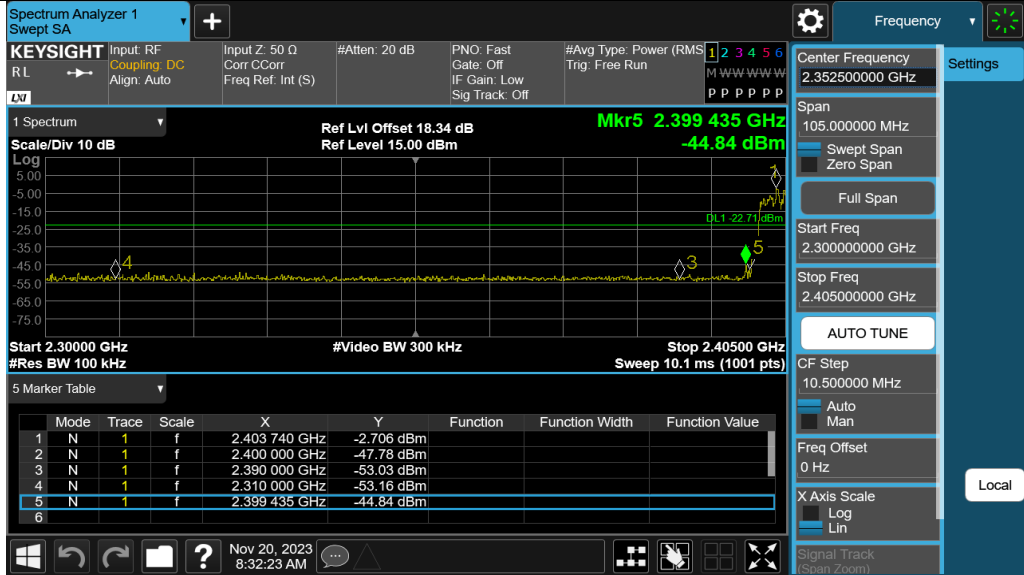 Spectrum Analyzer 1
Swept SA
+
Frequency
KEYSIGHT
R L
LXI
Input: RF
Coupling: DC
Align: Auto
Input Z: 50 Ω
Corr CCorr
Freq Ref: Int (S)
#Atten: 20 dB
PNO: Fast
Gate: Off
IF Gain: Low
Sig Track: Off
#Avg Type: Power (RMS
Trig: Free Run
1 2 3 4 5 6
M W W W W W
P P P P P P
1 Spectrum
Scale/Div 10 dB
Ref Lvl Offset 18.34 dB
Ref Level 15.00 dBm
Mkr5 2.399 435 GHz
-44.84 dBm
Log
5.00
-5.00
-15.0
-25.0
-35.0
-45.0
-55.0
-65.0
-75.0
1
DL1 -22.71 dBm
4
3
5
Start 2.30000 GHz
#Video BW 300 kHz
Stop 2.40500 GHz
#Res BW 100 kHz
Sweep 10.1 ms (1001 pts)
5 Marker Table
Mode Trace Scale X Y Function Function Width Function Value
1 N 1 f 2.403 740 GHz -2.706 dBm
2 N 1 f 2.400 000 GHz -47.78 dBm
3 N 1 f 2.390 000 GHz -53.03 dBm
4 N 1 f 2.310 000 GHz -53.16 dBm
5 N 1 f 2.399 435 GHz -44.84 dBm
6
?
Nov 20, 2023
8:32:23 AM
Center Frequency
2.352500000 GHz
Settings
Span
105.000000 MHz
Swept Span
Zero Span
Full Span
Start Freq
2.300000000 GHz
Stop Freq
2.405000000 GHz
AUTO TUNE
CF Step
10.500000 MHz
Auto
Man
Freq Offset
0 Hz
Local
X Axis Scale
Log
Lin
Signal Track
(Span Zoom)